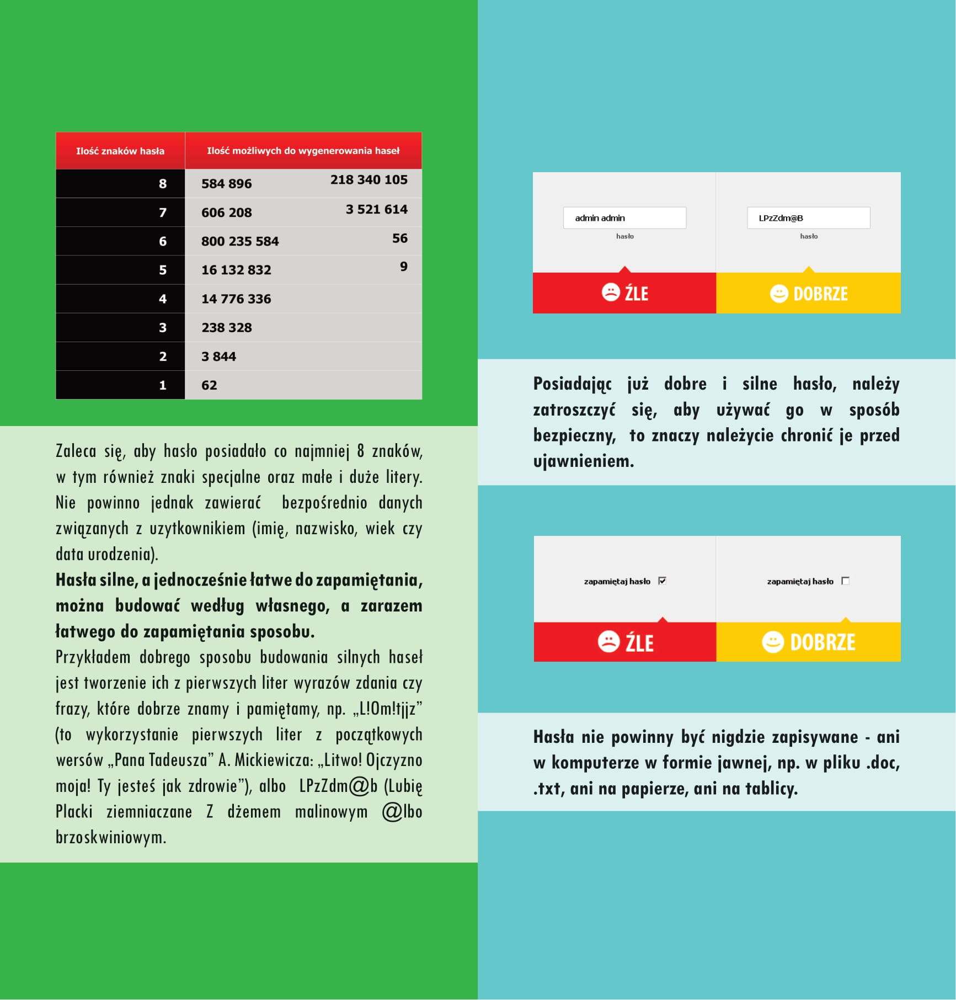 Ilość znaków hasła Ilość możliwych do wygenerowania haseł
8 584 896 218 340 105
7 606 208 3 521 614
6 800 235 584 56
5 16 132 832 9
4 14 776 336
3 238 328
2 3 844
1 62
Zaleca się, aby hasło posiadało co najmniej 8 znaków,
w tym również znaki specjalne oraz małe i duże litery.
Nie powinno jednak zawierać bezpośrednio danych
związanych z uzytkownikiem (imię, nazwisko, wiek czy
data urodzenia).
Hasła silne, a jednocześnie łatwe do zapamiętania,
można budować według własnego, a zarazem
łatwego do zapamiętania sposobu.
Przykładem dobrego sposobu budowania silnych haseł
jest tworzenie ich z pierwszych liter wyrazów zdania czy
frazy, które dobrze znamy i pamiętamy, np. „L!Om!tjjz”
(to wykorzystanie pierwszych liter z początkowych
wersów „Pana Tadeusza” A. Mickiewicza: „Litwo! Ojczyzno
moja! Ty jesteś jak zdrowie”), albo LPzZdm@b (Lubię
Placki ziemniaczane Z dżemem malinowym @lbo
brzoskwiniowym.
admin admin LPzZdm@B
hasło hasło
ŹLE DOBRZE
Posiadając już dobre i silne hasło, należy
zatroszczyć się, aby używać go w sposób
bezpieczny, to znaczy należycie chronić je przed
ujawnieniem.
zapamiętaj hasło zapamiętaj hasło
ŹLE DOBRZE
Hasła nie powinny być nigdzie zapisywane - ani
w komputerze w formie jawnej, np. w pliku .doc,
.txt, ani na papierze, ani na tablicy.